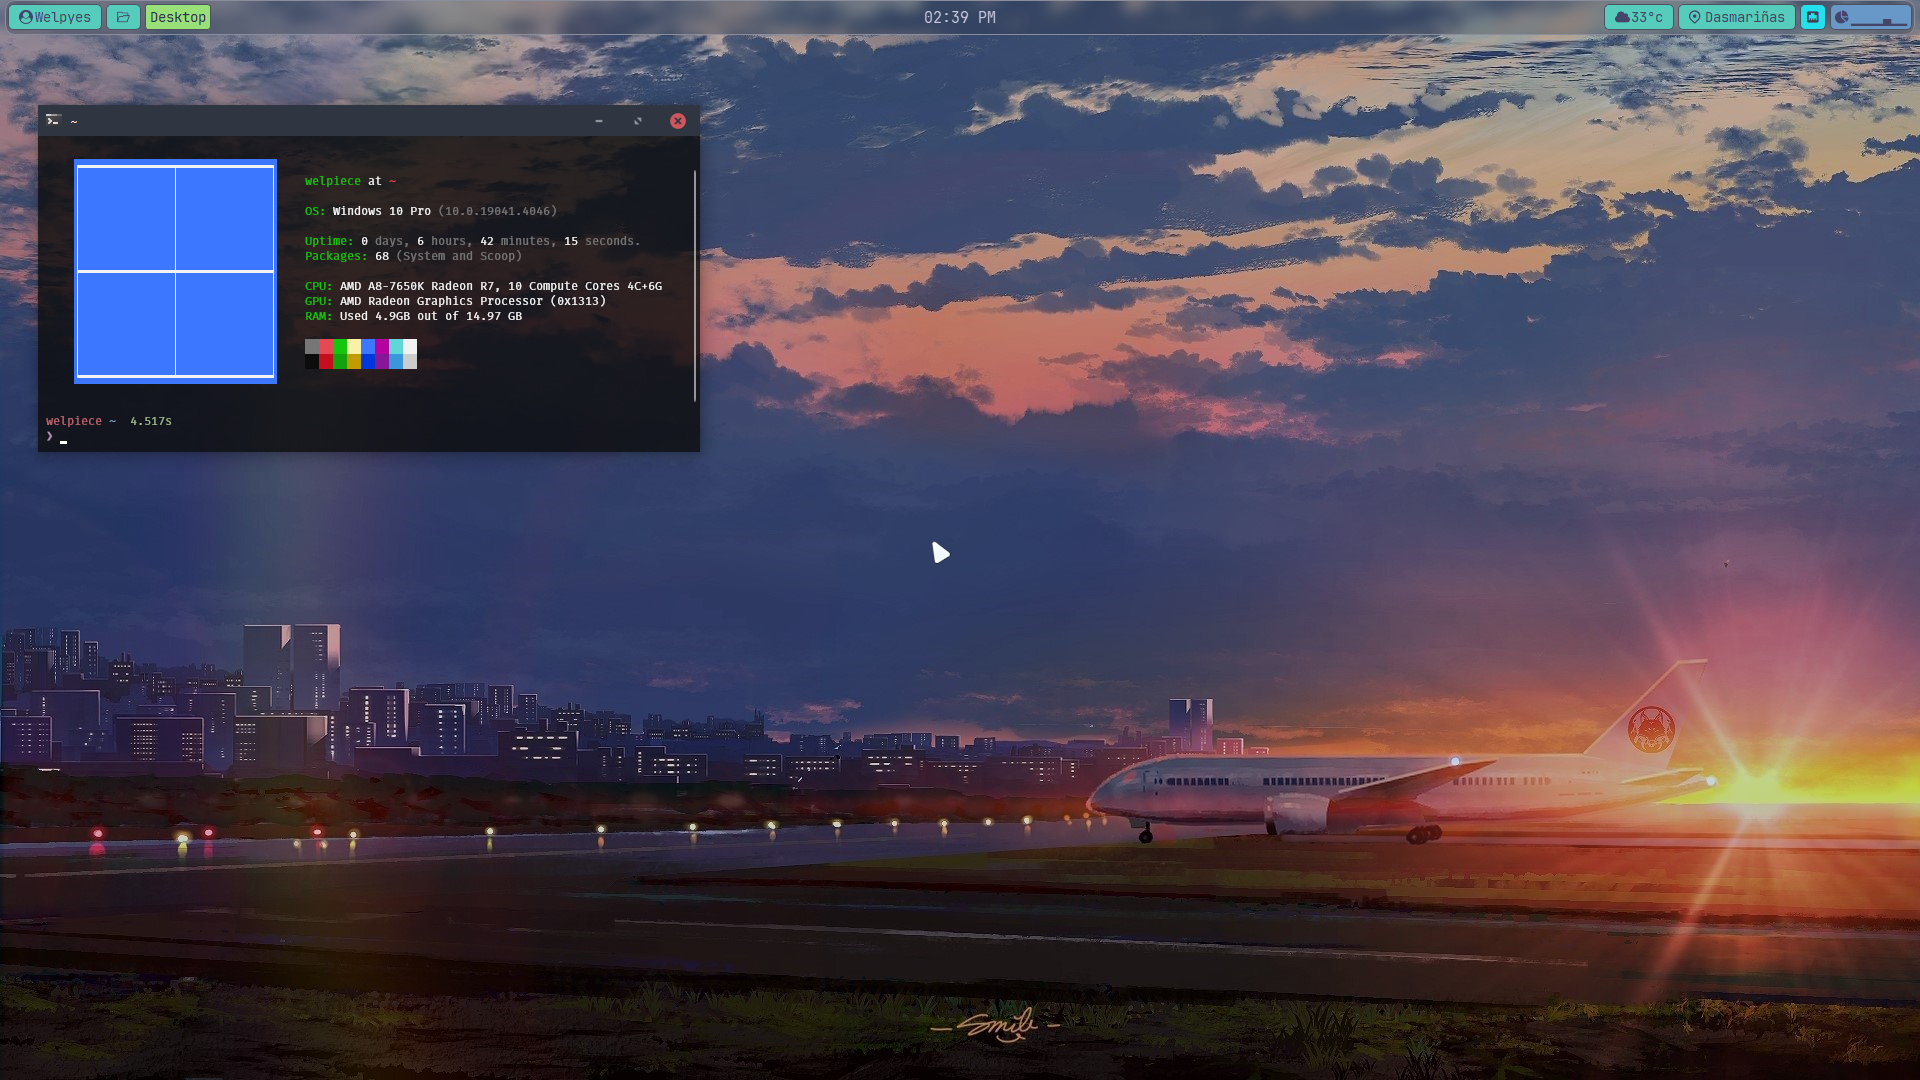 Welpyes
Desktop
02:39 PM
33°c
Dasmariñas
~
welpiece at ~
OS: Windows 10 Pro (10.0.19041.4046)
Uptime: 0 days, 6 hours, 42 minutes, 15 seconds.
Packages: 68 (System and Scoop)
CPU: AMD A8-7650K Radeon R7, 10 Compute Cores 4C+6G
GPU: AMD Radeon Graphics Processor (0x1313)
RAM: Used 4.9GB out of 14.97 GB
welpiece ~ 4.517s
❯
— Smile —